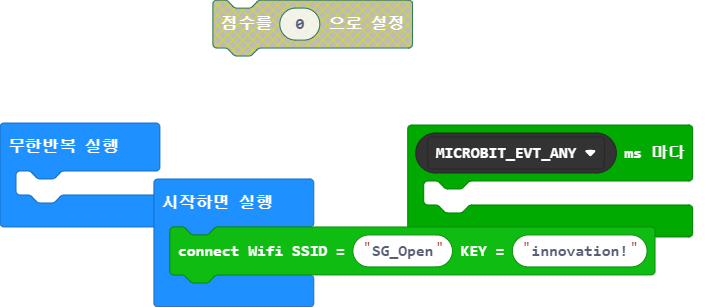 점수를 0 으로 설정
무한반복 실행
MICROBIT_EVT_ANY ms 마다
시작하면 실행
connect Wifi SSID = "SG_Open" KEY = "innovation!"